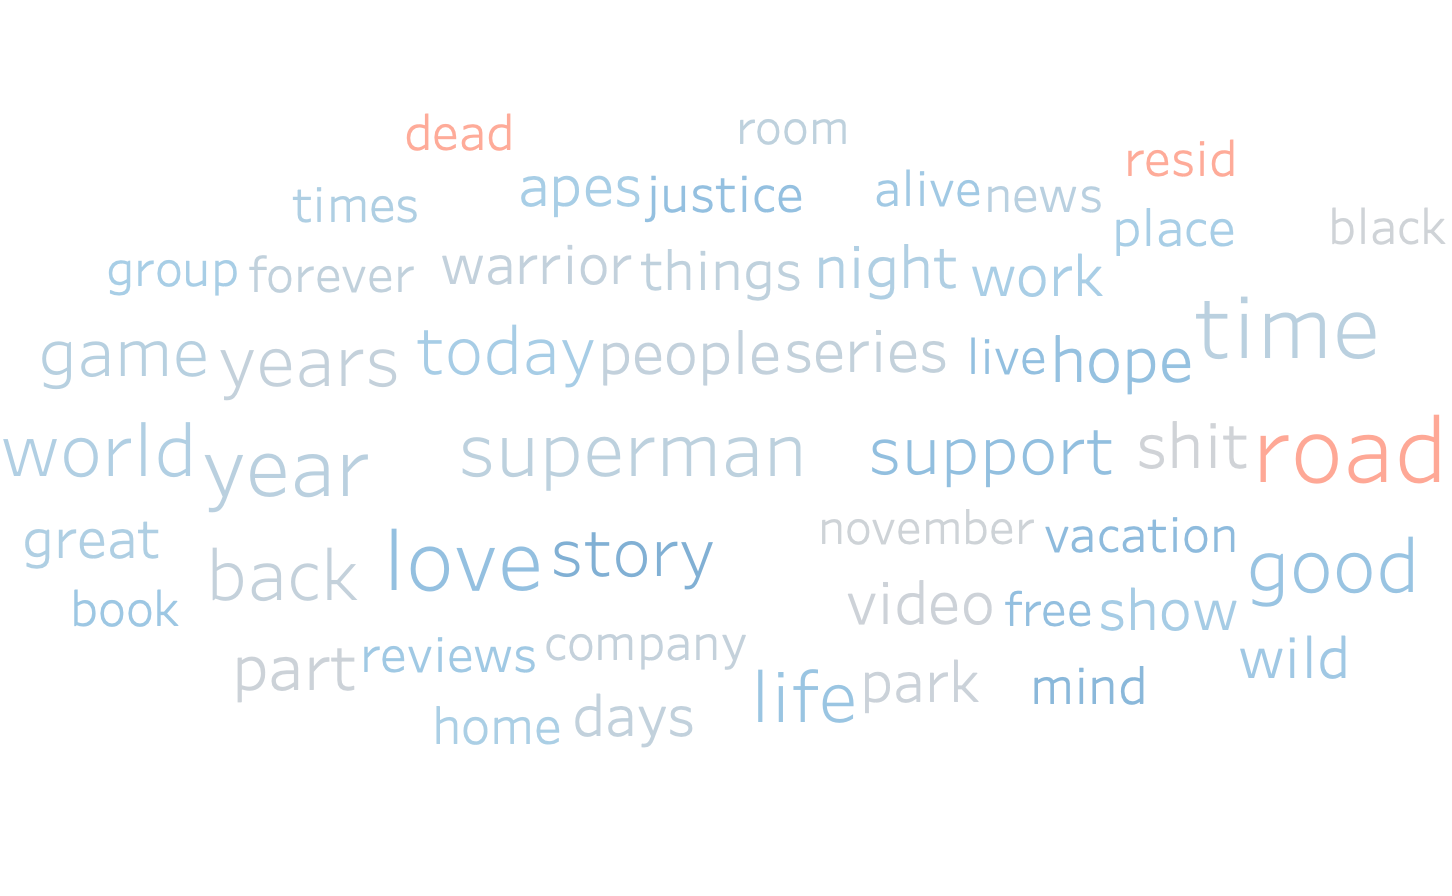 dead room resid
times apes justice alive news place black
group forever warrior things night work
game years today people series live hope time
world year superman support shit road
great back love story november vacation good
book video free show
part reviews company life park mind wild
home days